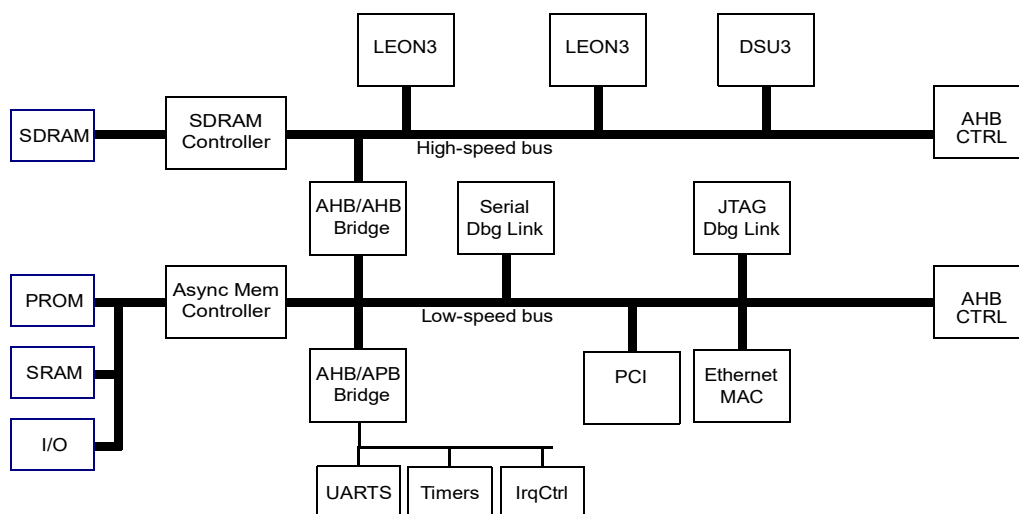 LEON3
LEON3
DSU3
SDRAM
SDRAM
Controller
AHB
CTRL
High-speed bus
AHB/AHB
Bridge
Serial
Dbg Link
JTAG
Dbg Link
PROM
Async Mem
Controller
AHB
CTRL
Low-speed bus
SRAM
AHB/APB
Bridge
PCI
Ethernet
MAC
I/O
UARTS
Timers
IrqCtrl